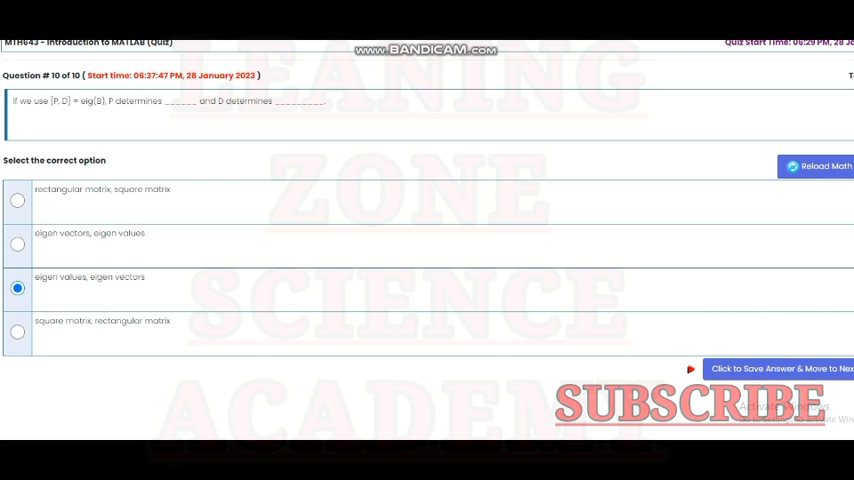 MTH643 - Introduction to MATLAB (Quiz)
www.BANDICAM.com
Quiz Start Time: 06:29 PM, 28 Ja
Question # 10 of 10 ( Start time: 06:37:47 PM, 28 January 2023 )
T
If we use [P, D] = eig(B), P determines ______ and D determines _________.
Select the correct option
Reload Math
rectangular matrix, square matrix
eigen vectors, eigen values
eigen values, eigen vectors
square matrix, rectangular matrix
Click to Save Answer & Move to Nex
SUBSCRIBE
Activate Windows
LEANING
ZONE
SCIENCE
ACADEMY